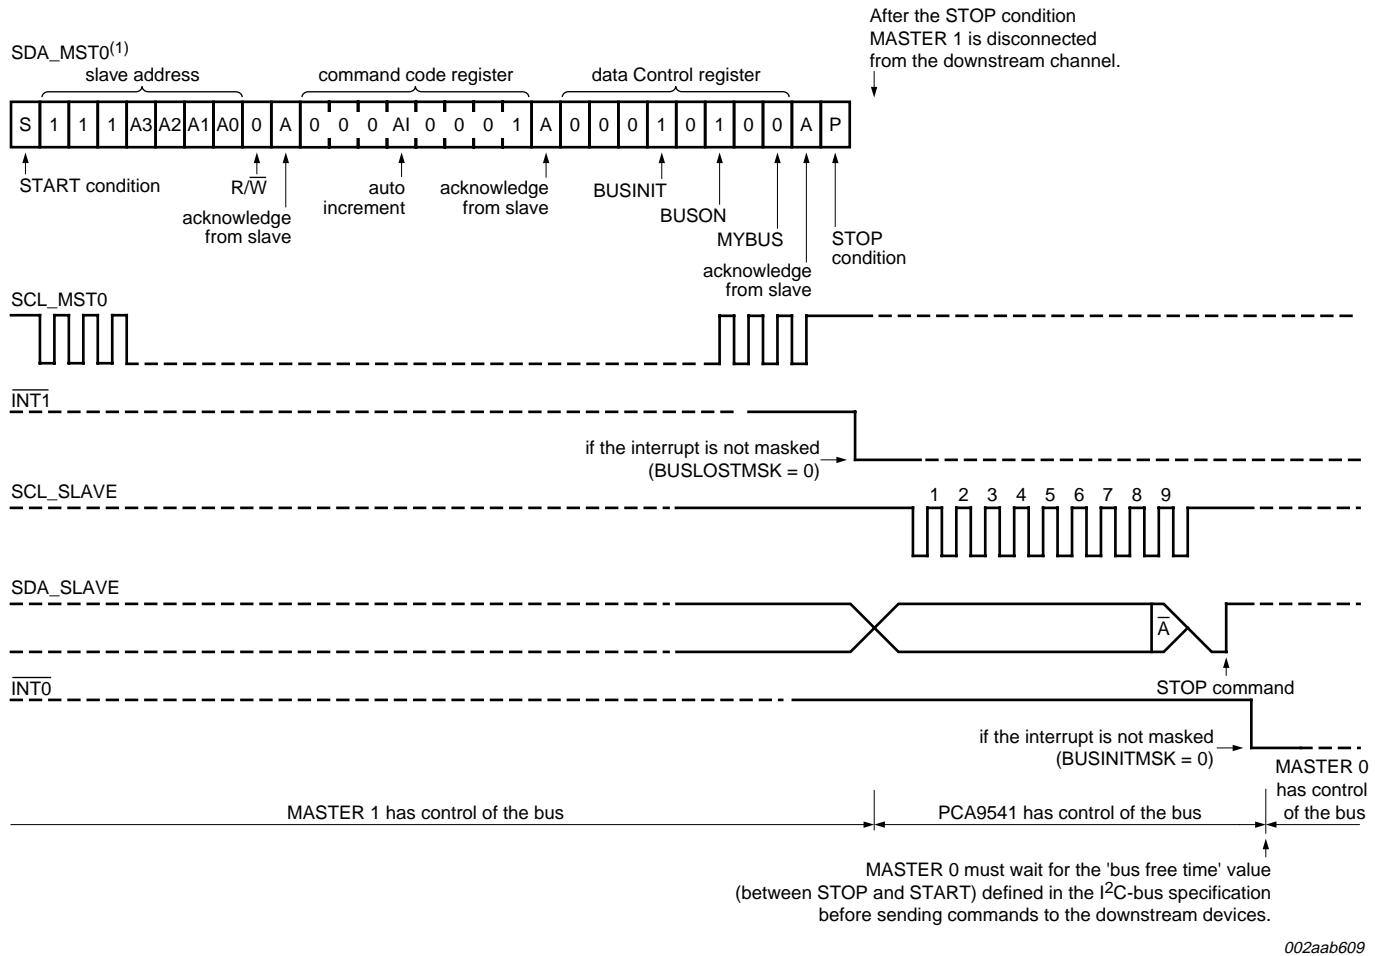 After the STOP condition
MASTER 1 is disconnected
from the downstream channel.
SDA_MST0(1)
slave address
command code register
data Control register
S 1 1 1 A3 A2 A1 A0 0 A 0 0 0 AI 0 0 0 1 A 0 0 0 1 0 1 0 0 A P
START condition
R/W̅
acknowledge
from slave
auto
increment
acknowledge
from slave
BUSINIT
BUSON
MYBUS
acknowledge
from slave
STOP
condition
SCL_MST0
I̅N̅T̅1̅
if the interrupt is not masked
(BUSLOSTMSK = 0)
SCL_SLAVE
1 2 3 4 5 6 7 8 9
SDA_SLAVE
A̅
STOP command
I̅N̅T̅0̅
if the interrupt is not masked
(BUSINITMSK = 0)
MASTER 1 has control of the bus
PCA9541 has control of the bus
MASTER 0
has control
of the bus
MASTER 0 must wait for the 'bus free time' value
(between STOP and START) defined in the I2C-bus specification
before sending commands to the downstream devices.
002aab609